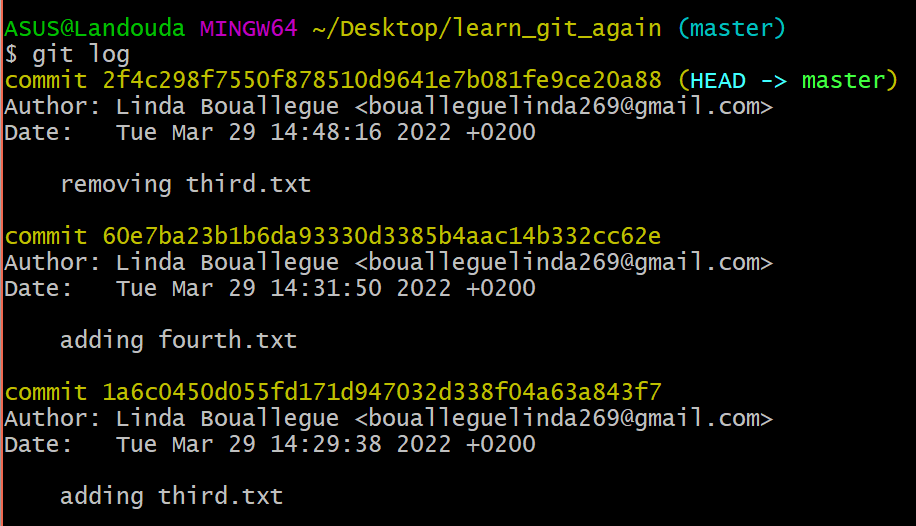 ASUS@Landouda MINGW64 ~/Desktop/learn_git_again (master)
$ git log
commit 2f4c298f7550f878510d9641e7b081fe9ce20a88 (HEAD -> master)
Author: Linda Bouallegue <boualleguelinda269@gmail.com>
Date:   Tue Mar 29 14:48:16 2022 +0200
    removing third.txt
commit 60e7ba23b1b6da93330d3385b4aac14b332cc62e
Author: Linda Bouallegue <boualleguelinda269@gmail.com>
Date:   Tue Mar 29 14:31:50 2022 +0200
    adding fourth.txt
commit 1a6c0450d055fd171d947032d338f04a63a843f7
Author: Linda Bouallegue <boualleguelinda269@gmail.com>
Date:   Tue Mar 29 14:29:38 2022 +0200
    adding third.txt